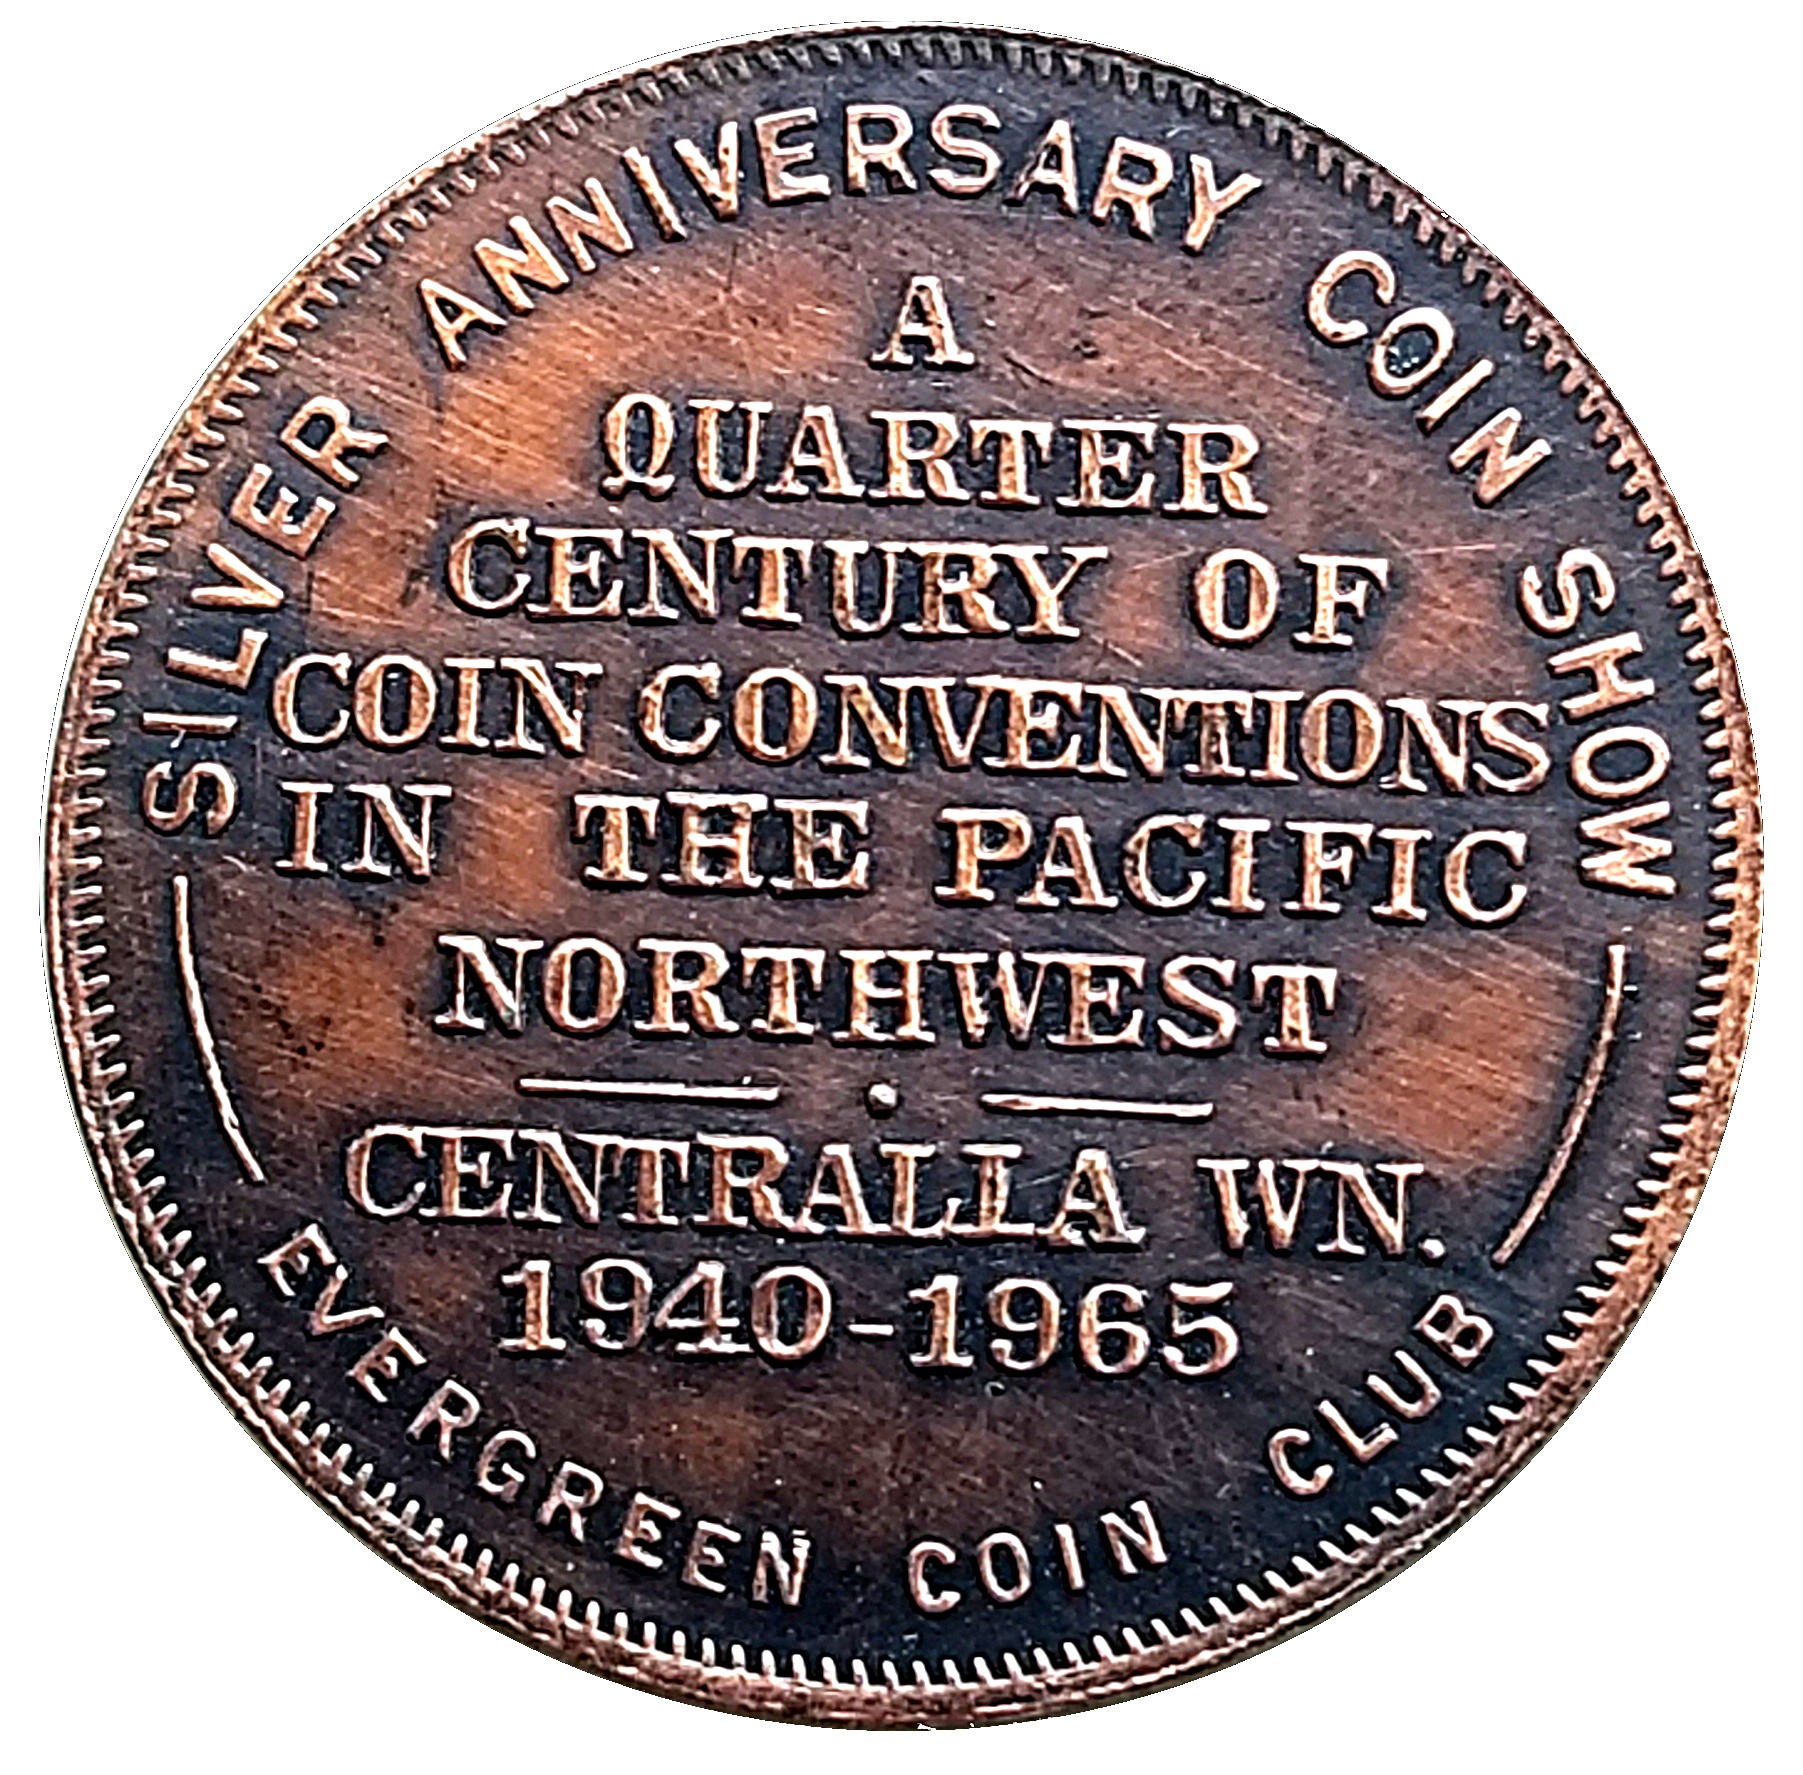 SILVER ANNIVERSARY COIN SHOW
A
QUARTER
CENTURY OF
COIN CONVENTIONS
IN THE PACIFIC
NORTHWEST
CENTRALLA WN.
1940-1965
EVERGREEN COIN CLUB